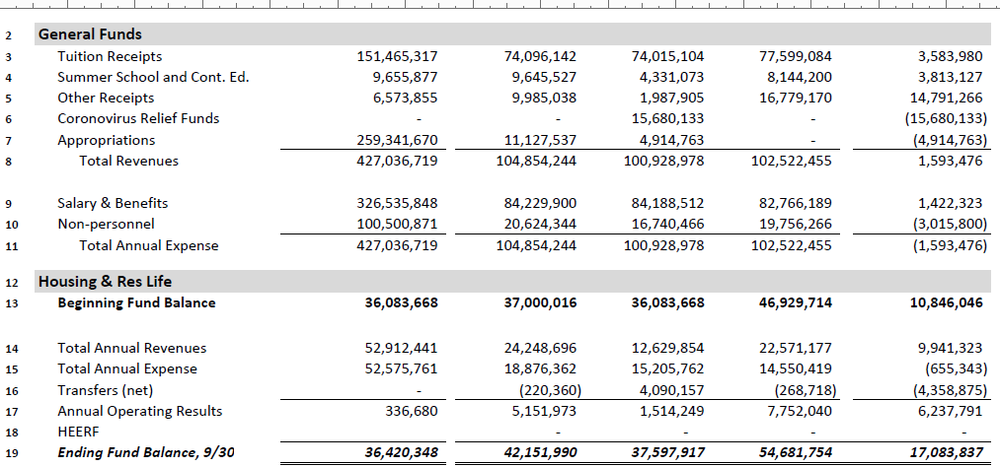 2 General Funds
3 Tuition Receipts 151,465,317 74,096,142 74,015,104 77,599,084 3,583,980
4 Summer School and Cont. Ed. 9,655,877 9,645,527 4,331,073 8,144,200 3,813,127
5 Other Receipts 6,573,855 9,985,038 1,987,905 16,779,170 14,791,266
6 Coronovirus Relief Funds - - 15,680,133 - (15,680,133)
7 Appropriations 259,341,670 11,127,537 4,914,763 - (4,914,763)
8 Total Revenues 427,036,719 104,854,244 100,928,978 102,522,455 1,593,476
9 Salary & Benefits 326,535,848 84,229,900 84,188,512 82,766,189 1,422,323
10 Non-personnel 100,500,871 20,624,344 16,740,466 19,756,266 (3,015,800)
11 Total Annual Expense 427,036,719 104,854,244 100,928,978 102,522,455 (1,593,476)
12 Housing & Res Life
13 Beginning Fund Balance 36,083,668 37,000,016 36,083,668 46,929,714 10,846,046
14 Total Annual Revenues 52,912,441 24,248,696 12,629,854 22,571,177 9,941,323
15 Total Annual Expense 52,575,761 18,876,362 15,205,762 14,550,419 (655,343)
16 Transfers (net) - (220,360) 4,090,157 (268,718) (4,358,875)
17 Annual Operating Results 336,680 5,151,973 1,514,249 7,752,040 6,237,791
18 HEERF - - - -
19 Ending Fund Balance, 9/30 36,420,348 42,151,990 37,597,917 54,681,754 17,083,837